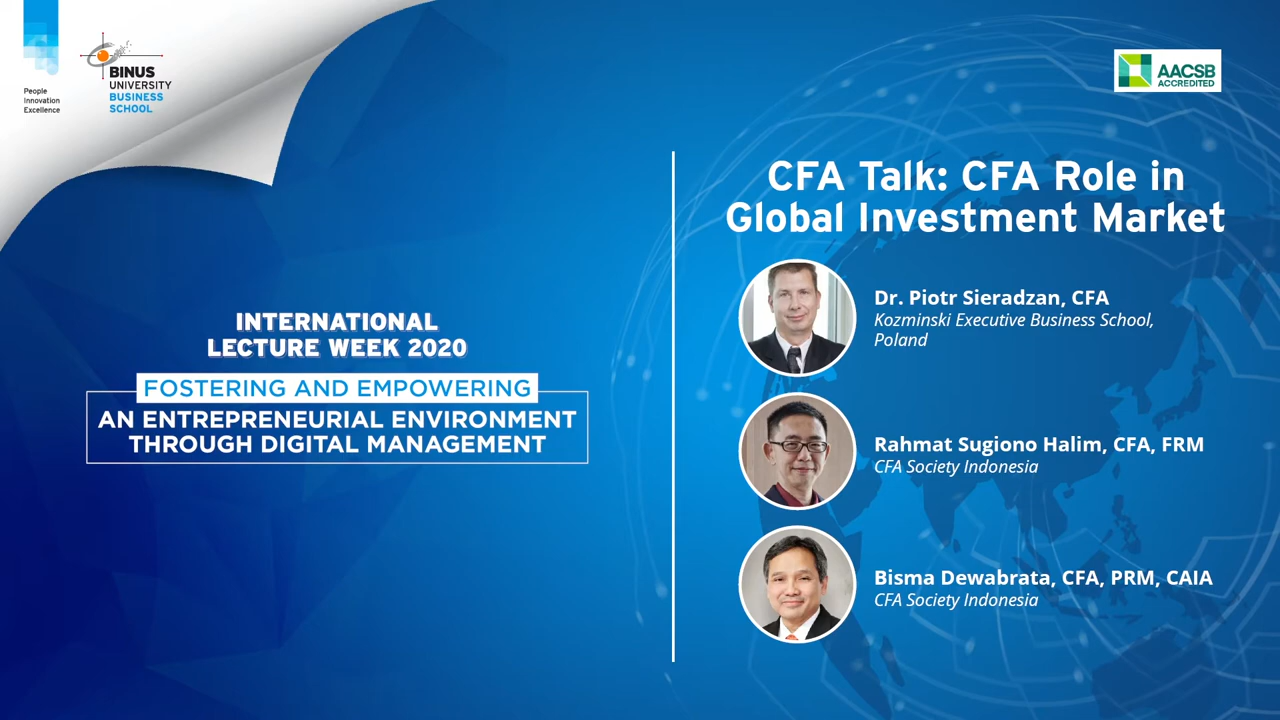 People
Innovation
Excellence
BINUS
UNIVERSITY
BUSINESS
SCHOOL
AACSB
ACCREDITED
INTERNATIONAL
LECTURE WEEK 2020
FOSTERING AND EMPOWERING
AN ENTREPRENEURIAL ENVIRONMENT
THROUGH DIGITAL MANAGEMENT
CFA Talk: CFA Role in
Global Investment Market
Dr. Piotr Sieradzan, CFA
Kozminski Executive Business School,
Poland
Rahmat Sugiono Halim, CFA, FRM
CFA Society Indonesia
Bisma Dewabrata, CFA, PRM, CAIA
CFA Society Indonesia